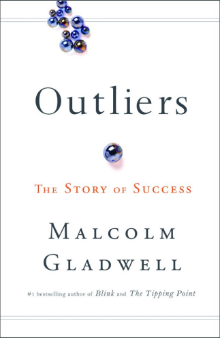 Outliers
The Story of Success
Malcolm
Gladwell
#1 bestselling author of Blink and The Tipping Point